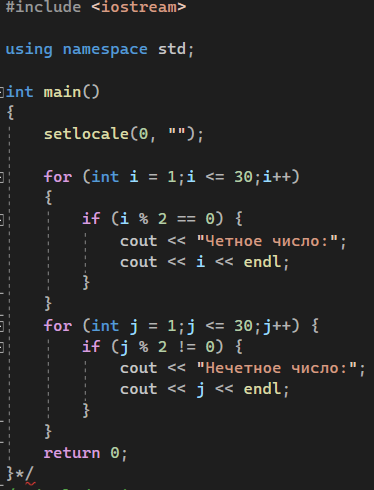 #include <iostream>
using namespace std;
int main()
{
setlocale(0, "");
for (int i = 1;i <= 30;i++)
{
if (i % 2 == 0) {
cout << "Четное число:";
cout << i << endl;
}
}
for (int j = 1;j <= 30;j++) {
if (j % 2 != 0) {
cout << "Нечетное число:";
cout << j << endl;
}
}
return 0;
}*/